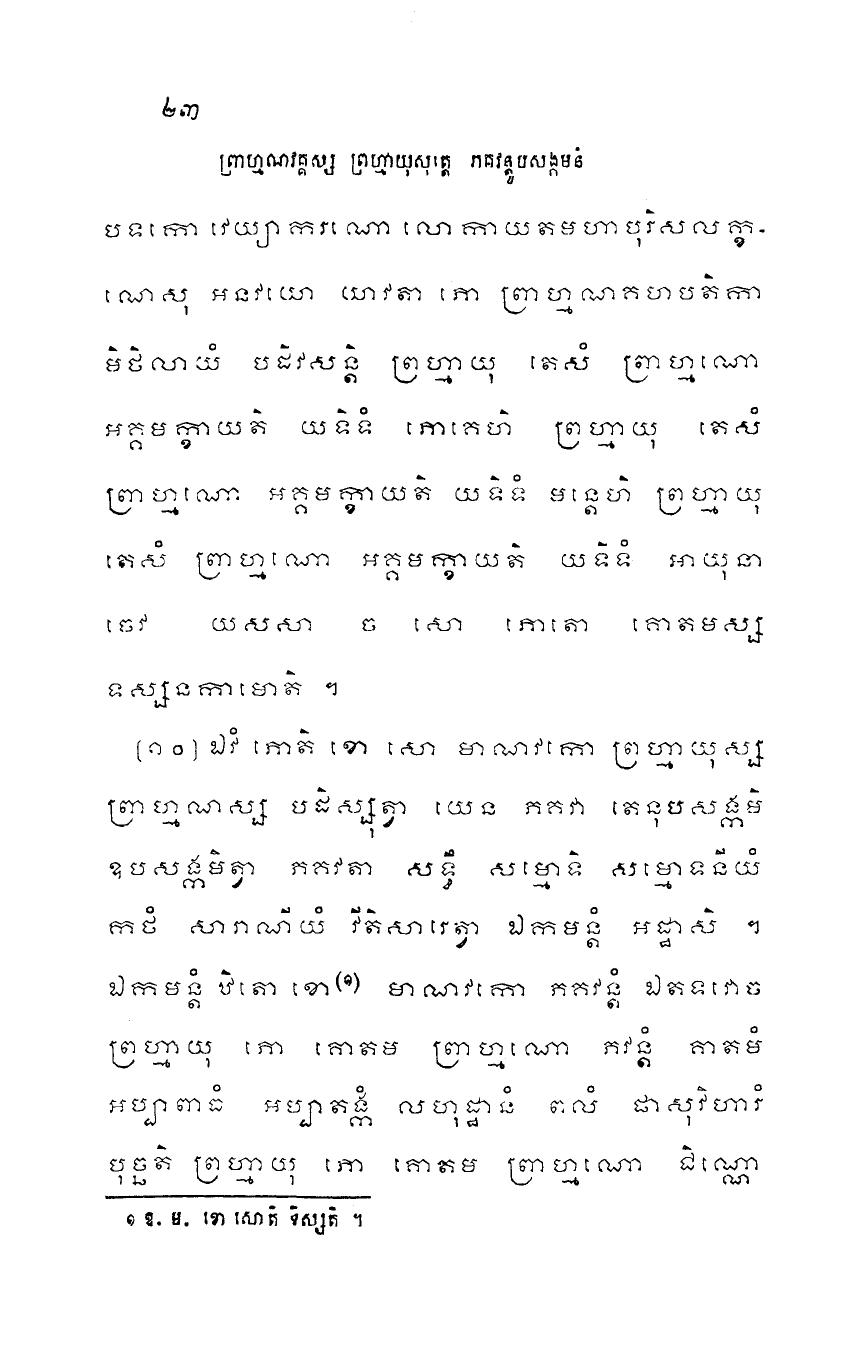 ២៣
ព្រាហ្មណវគ្គស្ស ព្រហ្មាយុសុត្តេ ភគវន្តូបសង្កមនំ
បទកោ វេយ្យាករណោ លោកាយតមហាបុរិសលក្ខ-
ណេសុ អនវយោ យាវតា ភោ ព្រាហ្មណគហបតិកា
មិថិលាយំ បដិវសន្តិ ព្រហ្មាយុ តេសំ ព្រាហ្មណោ
អគ្គមក្ខាយតិ យទិទំ ភោគេហិ ព្រហ្មាយុ តេសំ
ព្រាហ្មណោ អគ្គមក្ខាយតិ យទិទំ មន្តេហិ ព្រហ្មាយុ
តេសំ ព្រាហ្មណោ អគ្គមក្ខាយតិ យទិទំ អាយុនា
ចេវ យសសា ច សោ ភោតោ គោតមស្ស
ទស្សនកាមោតិ ។
[១០] ឯវំ ភោតិ ខោ សោ មាណវកោ ព្រហ្មាយុស្ស
ព្រាហ្មណស្ស បដិស្សុត្វា យេន ភគវា តេនុបសង្កមិ
ឧបសង្កមិត្វា ភគវតា សទ្ធឹ សម្មោទិ សម្មោទនីយំ
កថំ សារាណីយំ វីតិសារេត្វា ឯកមន្តំ អដ្ឋាសិ ។
ឯកមន្តំ ឋិតោ ខោ(១) មាណវកោ ភគវន្តំ ឯតទវោច
ព្រហ្មាយុ ភោ គោតម ព្រាហ្មណោ ភវន្តំ គោតមំ
អប្បាពាធំ អប្បាតង្កំ លហុដ្ឋានំ ពលំ ផាសុវិហារំ
បុច្ឆតិ ព្រហ្មាយុ ភោ គោតម ព្រាហ្មណោ ជិណ្ណោ
១ ឧ. ម. ខោ សោតិ ទិស្សតិ ។